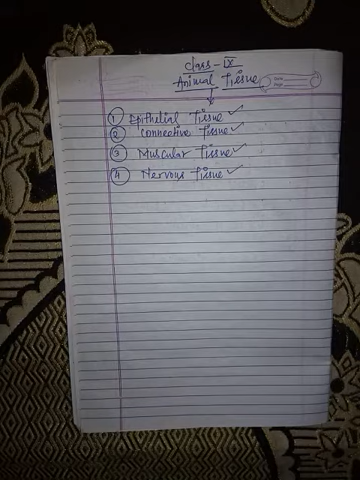 Class - IX
Animal Tissue
① Epithelial Tissue ✓
② Connective Tissue ✓
③ Muscular Tissue ✓
④ Nervous Tissue ✓